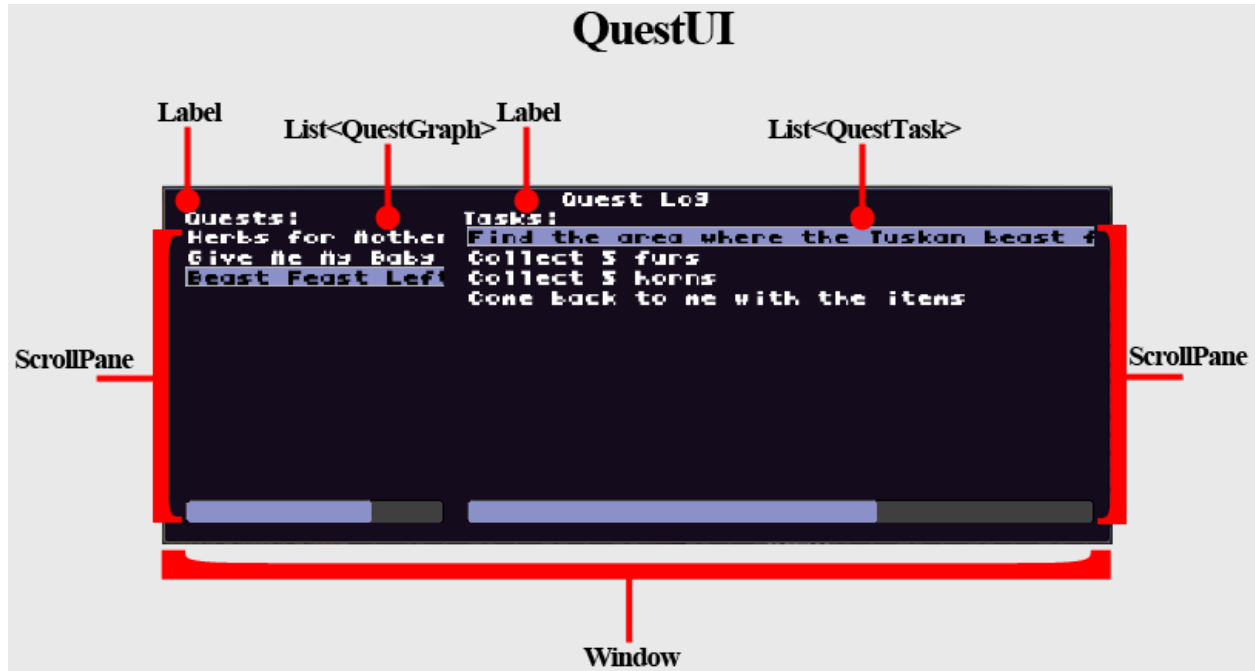 QuestUI
Label
List<QuestGraph>
Label
List<QuestTask>
Quest Log
Quests:
Tasks:
Herbs for Mother
Find the area where the Tuskan beast f
Give Me My Baby
Collect 5 furs
Beast Feast Left
Collect 5 horns
Come back to me with the items
ScrollPane
ScrollPane
Window